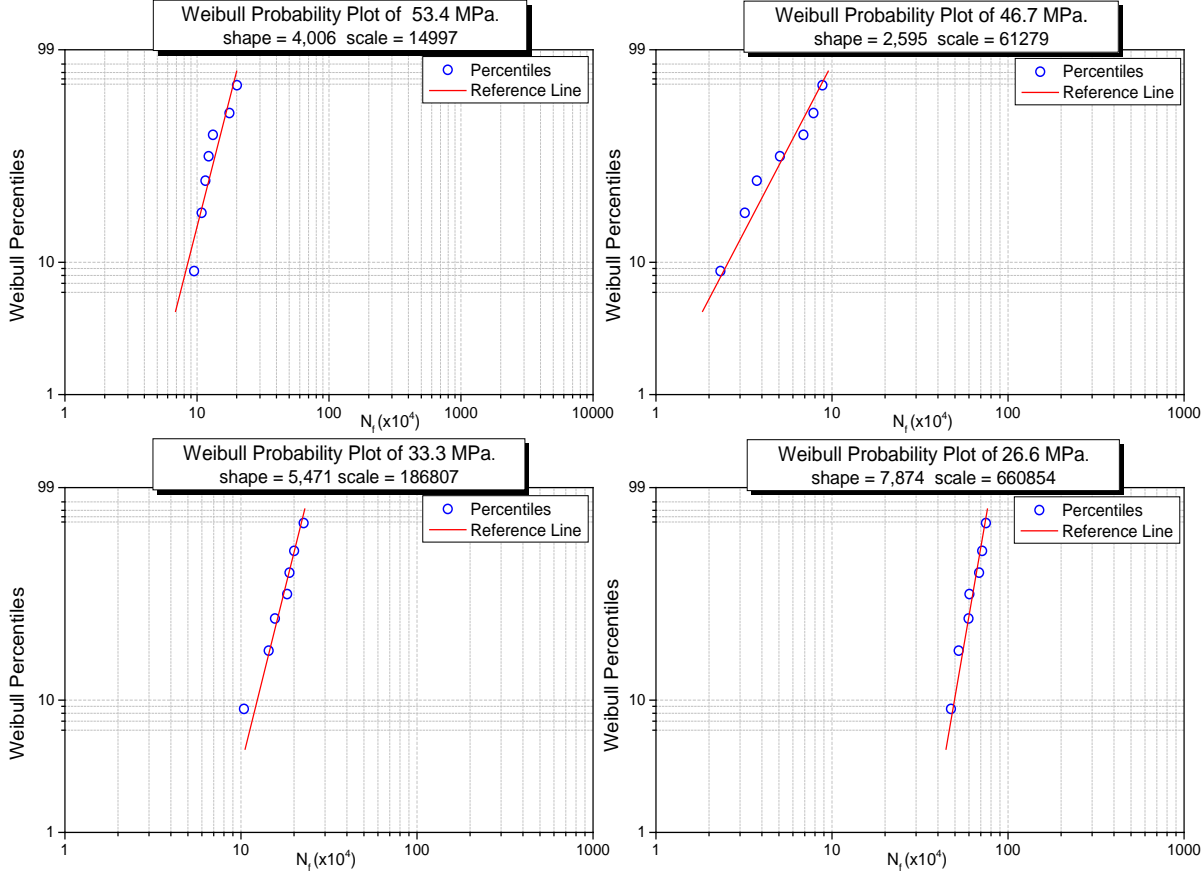 Weibull Probability Plot of 53.4 MPa.
shape = 4,006 scale = 14997
Percentiles
Reference Line
Weibull Percentiles
99
10
1
1 10 100 1000 10000
Nf (x10⁴)
Weibull Probability Plot of 46.7 MPa.
shape = 2,595 scale = 61279
Percentiles
Reference Line
Weibull Percentiles
99
10
1
1 10 100 1000
Nf (x10⁴)
Weibull Probability Plot of 33.3 MPa.
shape = 5,471 scale = 186807
Percentiles
Reference Line
Weibull Percentiles
99
10
1
1 10 100 1000
Nf (x10⁴)
Weibull Probability Plot of 26.6 MPa.
shape = 7,874 scale = 660854
Percentiles
Reference Line
Weibull Percentiles
99
10
1
1 10 100 1000
Nf (x10⁴)